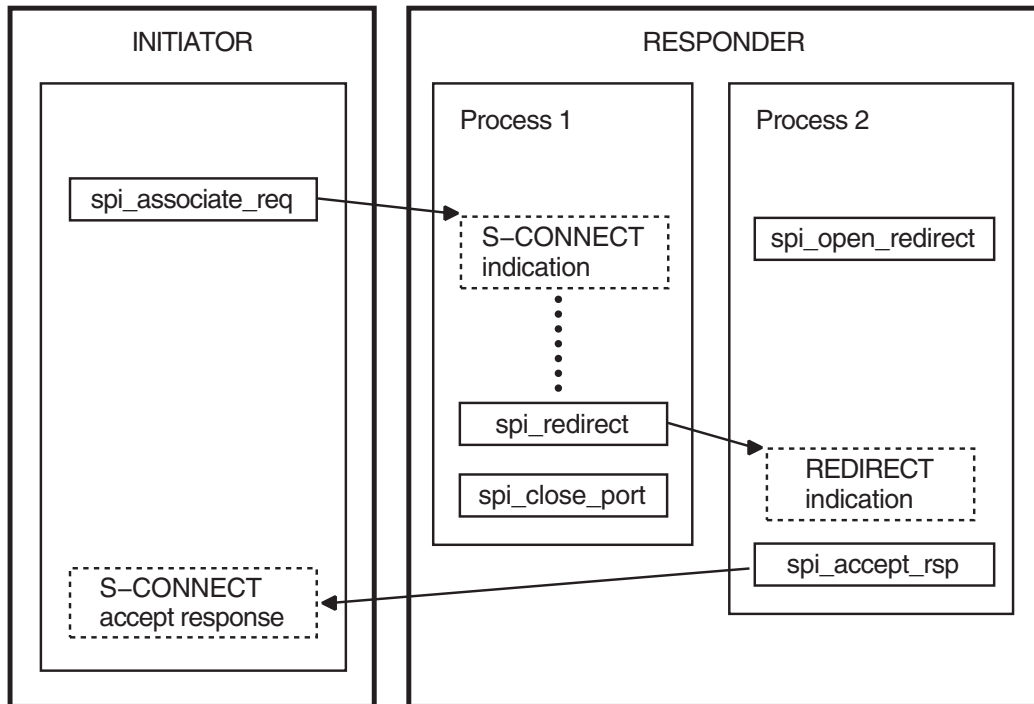 INITIATOR
RESPONDER
Process 1
Process 2
spi_associate_req
S–CONNECT
indication
spi_open_redirect
spi_redirect
REDIRECT
indication
spi_close_port
spi_accept_rsp
S–CONNECT
accept response